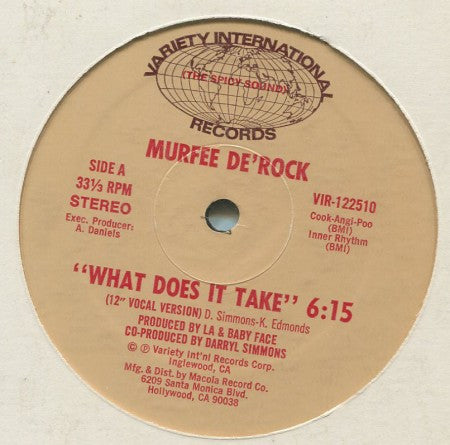 VARIETY INTERNATIONAL
(THE SPICY SOUND)
RECORDS
MURFEE DE'ROCK
SIDE A
33⅓ RPM
STEREO
Exec. Producer:
A. Daniels
VIR-122510
Cook-Angi-Poo
(BMI)
Inner Rhythm
(BMI)
"WHAT DOES IT TAKE" 6:15
(12" VOCAL VERSION) D. Simmons-K. Edmonds
PRODUCED BY LA & BABY FACE
CO-PRODUCED BY DARRYL SIMMONS
© ℗ Variety Int'nl Records Corp.
Inglewood, CA
Mfg. & Dist. by Macola Record Co.
6209 Santa Monica Blvd.
Hollywood, CA 90038